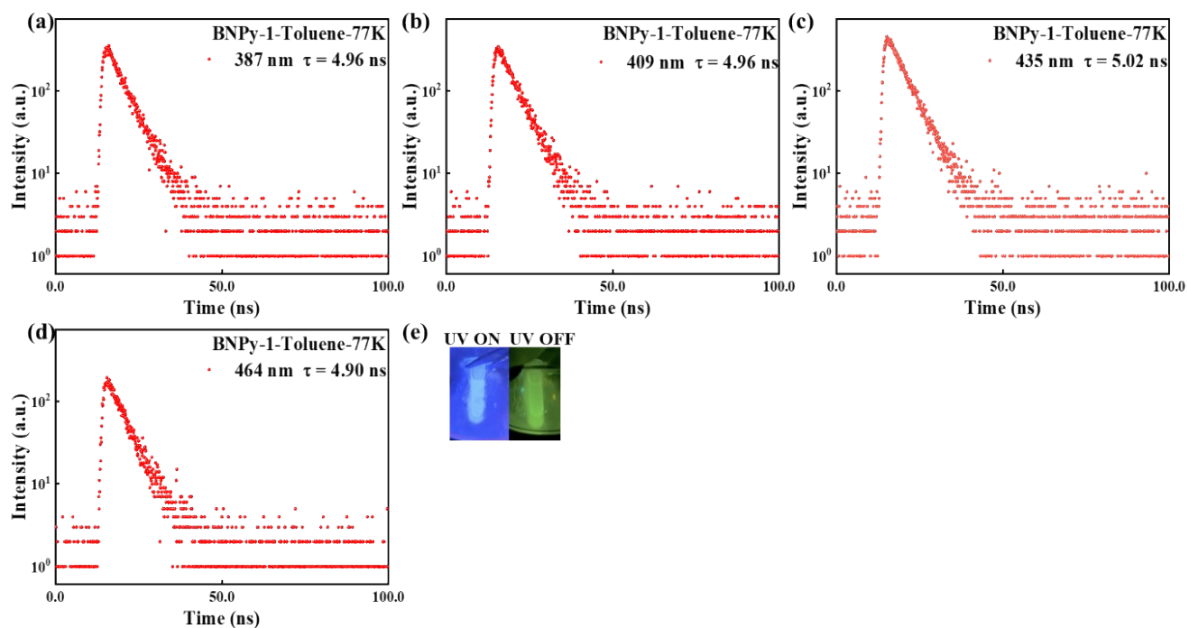 (a)
BNPy-1-Toluene-77K
387 nm τ = 4.96 ns
Intensity (a.u.)
10²
10¹
10⁰
0.0 50.0 100.0
Time (ns)
(b)
BNPy-1-Toluene-77K
409 nm τ = 4.96 ns
Intensity (a.u.)
10²
10¹
10⁰
0.0 50.0 100.0
Time (ns)
(c)
BNPy-1-Toluene-77K
435 nm τ = 5.02 ns
Intensity (a.u.)
10²
10¹
10⁰
0.0 50.0 100.0
Time (ns)
(d)
BNPy-1-Toluene-77K
464 nm τ = 4.90 ns
Intensity (a.u.)
10²
10¹
10⁰
0.0 50.0 100.0
Time (ns)
(e)
UV ON UV OFF